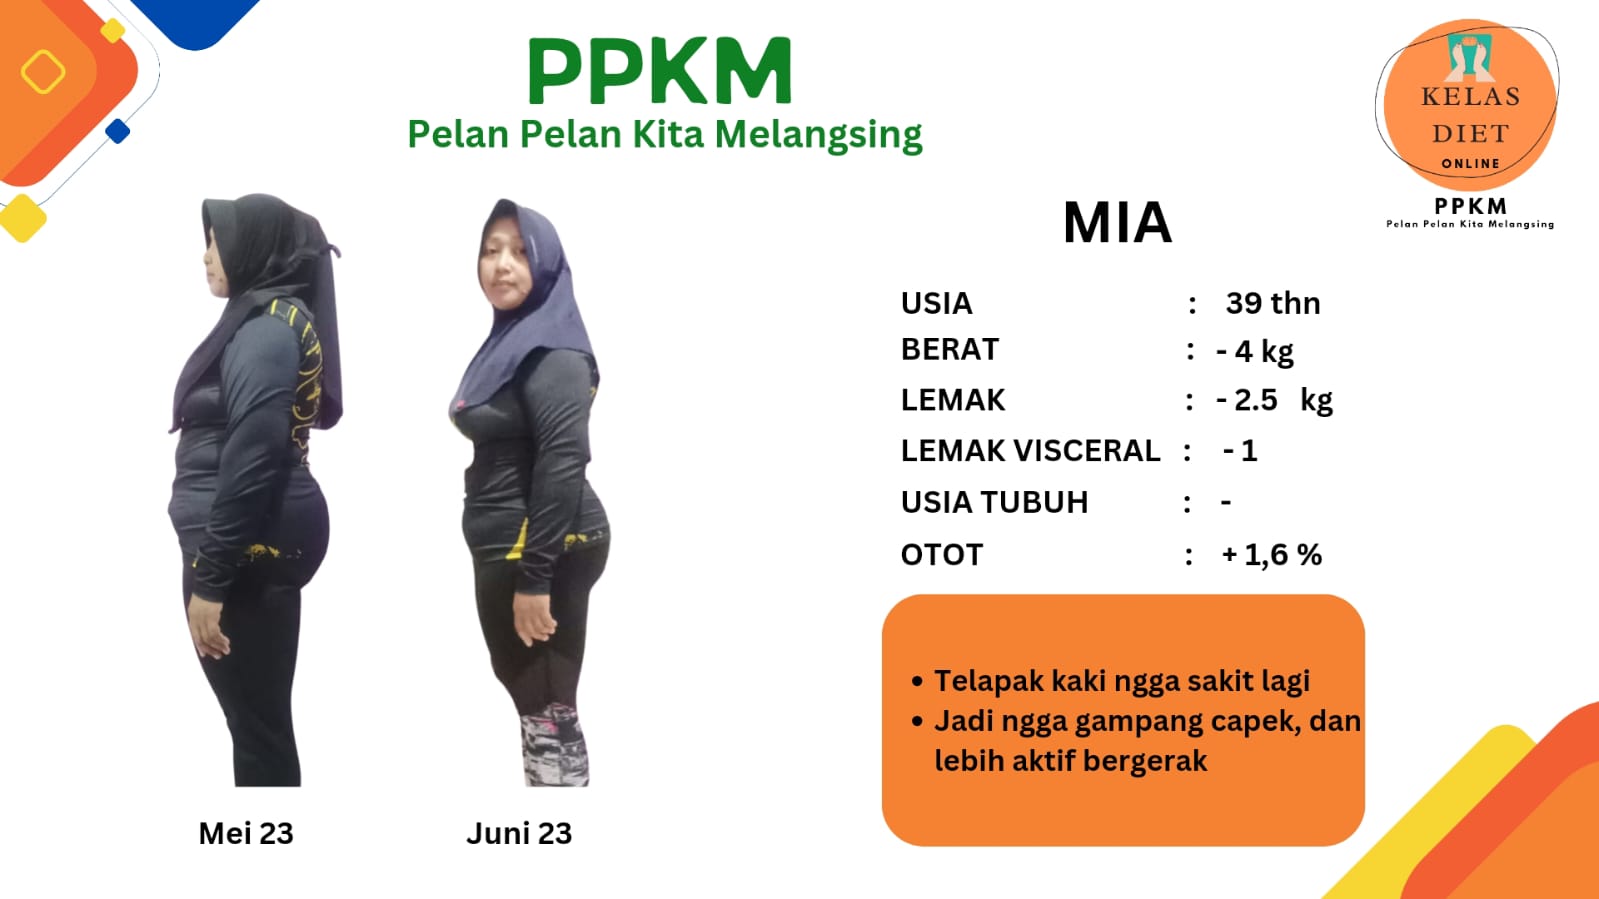 PPKM
Pelan Pelan Kita Melangsing
KELAS
DIET
ONLINE
PPKM
Pelan Pelan Kita Melangsing
MIA
USIA : 39 thn
BERAT : - 4 kg
LEMAK : - 2.5 kg
LEMAK VISCERAL : - 1
USIA TUBUH : -
OTOT : + 1,6 %
• Telapak kaki ngga sakit lagi
• Jadi ngga gampang capek, dan
lebih aktif bergerak
Mei 23
Juni 23